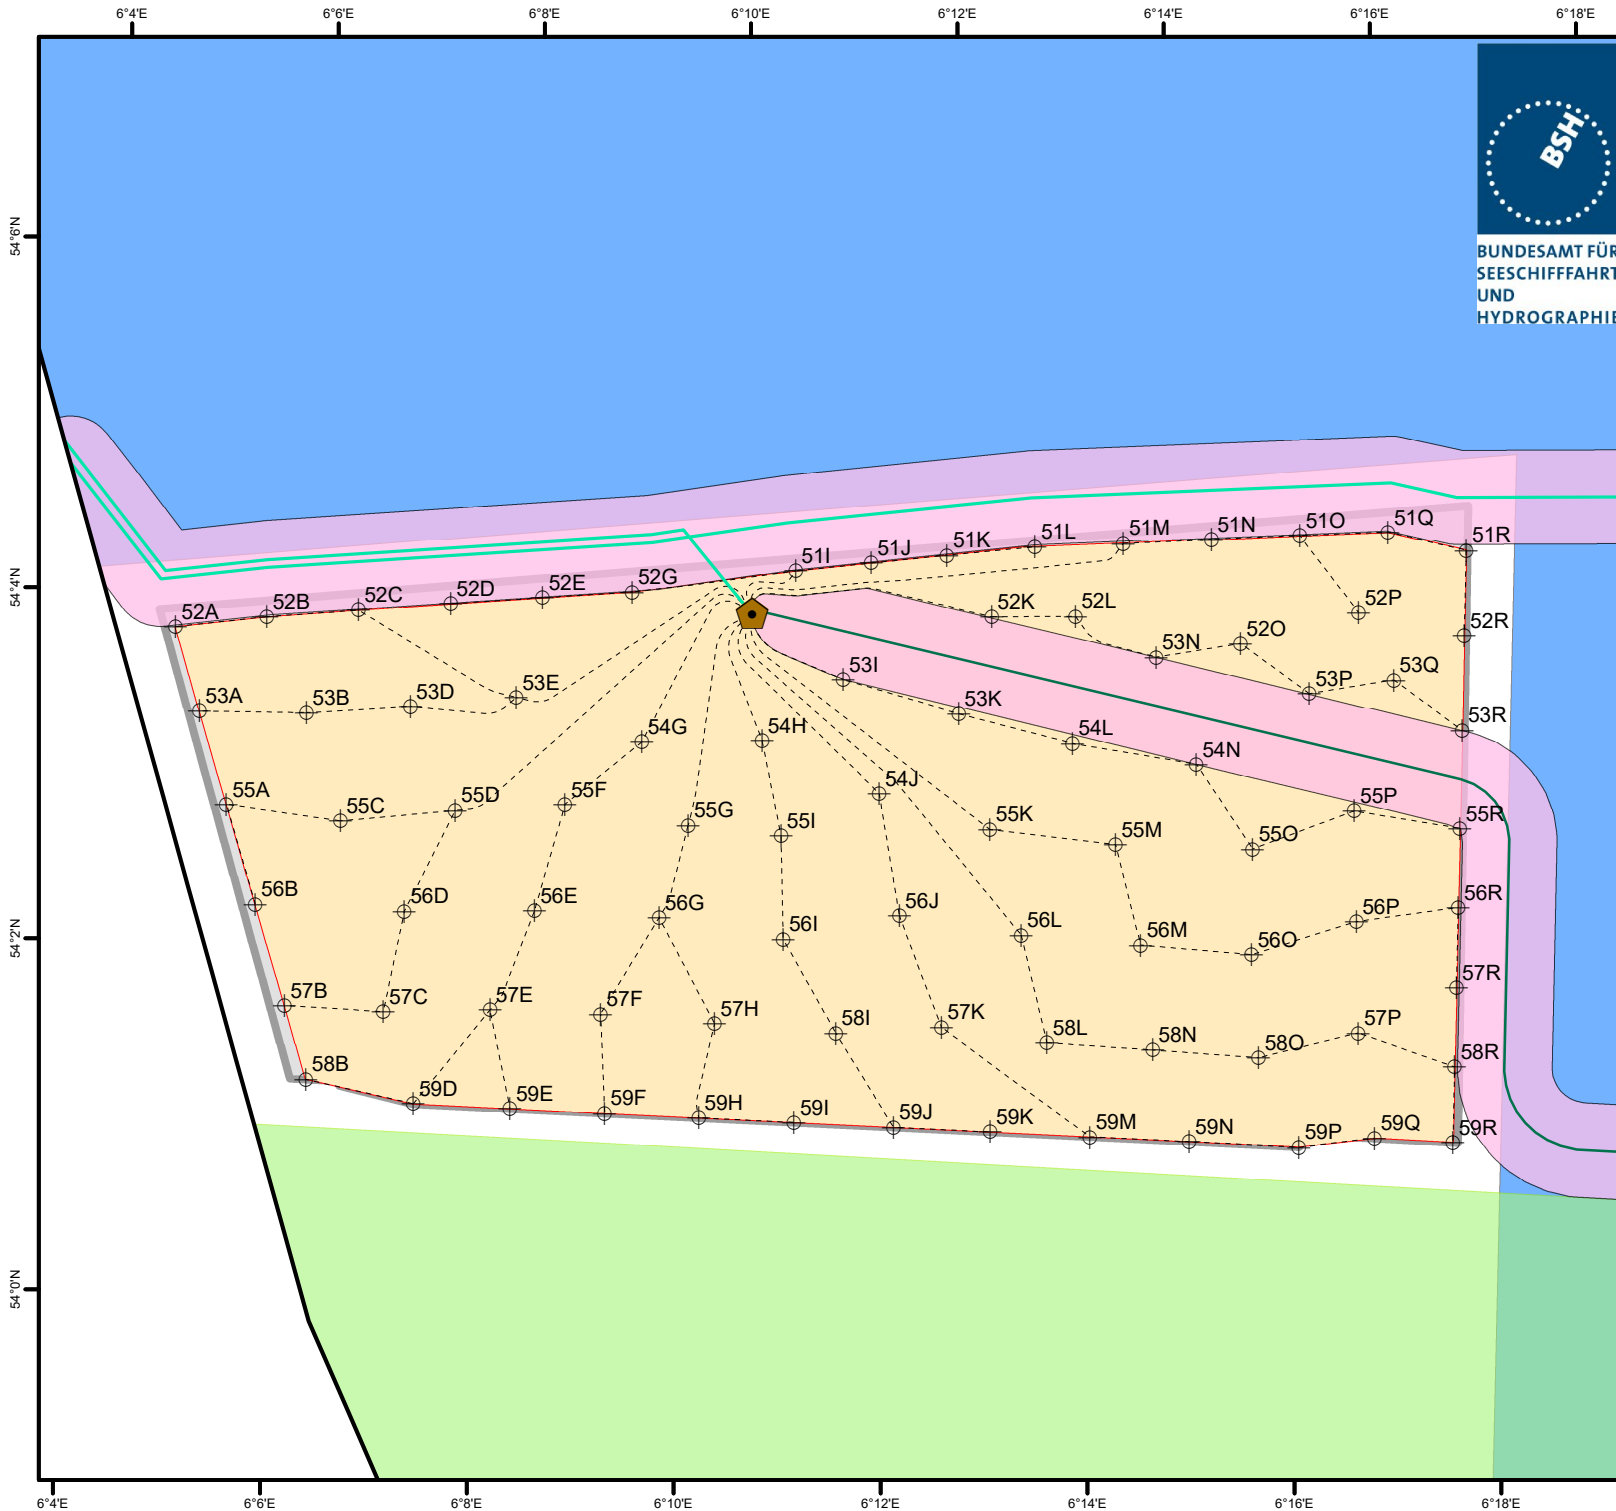 6°4'E 6°6'E 6°8'E 6°10'E 6°12'E 6°14'E 6°16'E 6°18'E
BSH
54°6'N
BUNDESAMT FÜR
SEESCHIFFFAHRT
UND
HYDROGRAPHIE
51I 51J 51K 51L 51M 51N 51O 51Q 51R
54°4'N
52A 52B 52C 52D 52E 52G
52K 52L 52P
53N 52O 52R
53A 53B 53D 53E 53I 53P 53Q
53K 53R
54G 54H 54L 54N
55A 55C 55D 55F 54J 55P
55G 55I 55K 55M 55O 55R
56B 56D 56E 56G 56J 56P 56R
54°2'N
56I 56L 56M 56O
57R
57B 57C 57E 57F 57H 58I 57K 57P
58L 58N 58O 58R
58B
59D 59E 59F 59H 59I 59J 59K 59M 59N 59P 59Q 59R
54°0'N
6°4'E 6°6'E 6°8'E 6°10'E 6°12'E 6°14'E 6°16'E 6°18'E